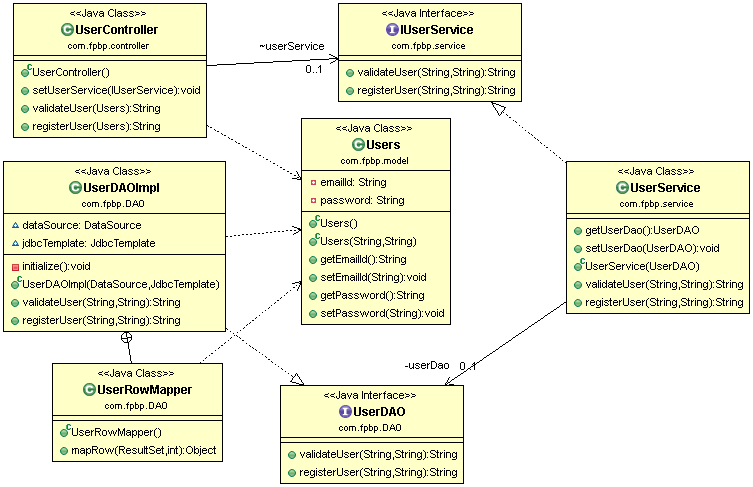 <<Java Class>>
UserController
com.fpbp.controller
UserController()
setUserService(IUserService):void
validateUser(Users):String
registerUser(Users):String
~userService
0..1
<<Java Interface>>
IUserService
com.fpbp.service
validateUser(String,String):String
registerUser(String,String):String
<<Java Class>>
Users
com.fpbp.model
emailId: String
password: String
Users()
Users(String,String)
getEmailId():String
setEmailId(String):void
getPassword():String
setPassword(String):void
<<Java Class>>
UserDAOImpl
com.fpbp.DAO
dataSource: DataSource
jdbcTemplate: JdbcTemplate
initialize():void
UserDAOImpl(DataSource,JdbcTemplate)
validateUser(String,String):String
registerUser(String,String):String
<<Java Class>>
UserService
com.fpbp.service
getUserDao():UserDAO
setUserDao(UserDAO):void
UserService(UserDAO)
validateUser(String,String):String
registerUser(String,String):String
-userDao
0..1
<<Java Class>>
UserRowMapper
com.fpbp.DAO
UserRowMapper()
mapRow(ResultSet,int):Object
<<Java Interface>>
UserDAO
com.fpbp.DAO
validateUser(String,String):String
registerUser(String,String):String